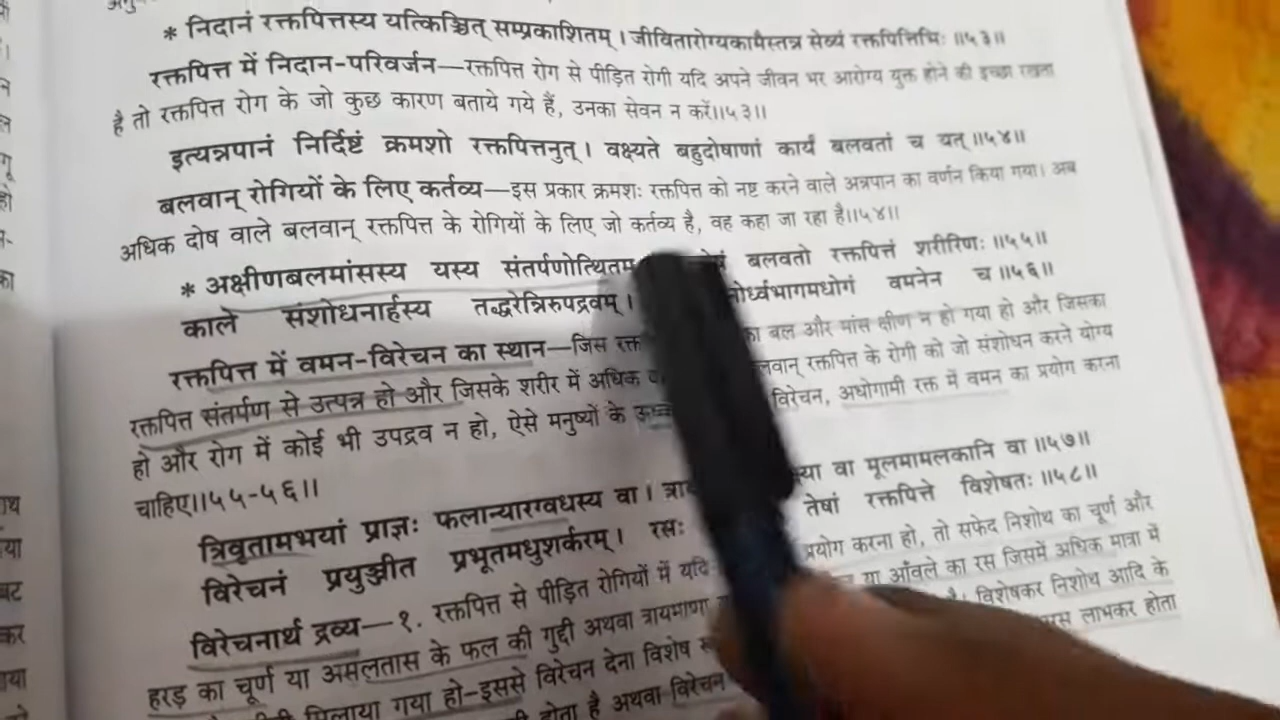 * निदानं रक्तपित्तस्य यत्किञ्चित् सम्प्रकाशितम् । जीवितारोग्यकामैस्तन्न सेव्यं रक्तपित्तिभिः ॥५३॥
रक्तपित्त में निदान-परिवर्जन—रक्तपित्त रोग से पीड़ित रोगी यदि अपने जीवन भर आरोग्य युक्त होने की इच्छा रखता
है तो रक्तपित्त रोग के जो कुछ कारण बताये गये हैं, उनका सेवन न करें॥५३॥
इत्यन्नपानं निर्दिष्टं क्रमशो रक्तपित्तनुत् । वक्ष्यते बहुदोषाणां कार्यं बलवतां च यत् ॥५४॥
बलवान् रोगियों के लिए कर्तव्य—इस प्रकार क्रमशः रक्तपित्त को नष्ट करने वाले अन्नपान का वर्णन किया गया। अब
अधिक दोष वाले बलवान् रक्तपित्त के रोगियों के लिए जो कर्तव्य है, वह कहा जा रहा है॥५४॥
* अक्षीणबलमांसस्य यस्य संतर्पणोत्थितम् बलवतो रक्तपित्तं शरीरिणः ॥५५॥
काले संशोधनार्हस्य तद्धरेन्निरुपद्रवम् । वमनेन च ॥५६॥
रक्तपित्त में वमन-विरेचन का स्थान—जिस का बल और मांस क्षीण न हो गया हो और जिसका
रक्तपित्त संतर्पण से उत्पन्न हो और जिसके शरीर में अधिक रक्तपित्त के रोगी को जो संशोधन करने योग्य
हो और रोग में कोई भी उपद्रव न हो, ऐसे मनुष्यों के विरेचन, अधोगामी रक्त में वमन का प्रयोग करना
चाहिए॥५५-५६॥
त्रिवृतामभयां प्राज्ञः फलान्यारग्वधस्य वा । वा मूलमामलकानि वा ॥५७॥
विरेचनं प्रयुञ्जीत प्रभूतमधुशर्करम् । रसः तेषां रक्तपित्ते विशेषतः ॥५८॥
विरेचनार्थ द्रव्य—१. रक्तपित्त से पीड़ित रोगियों में यदि प्रयोग करना हो, तो सफेद निशोथ का चूर्ण और
हरड़ का चूर्ण या अमलतास के फल की गुद्दी अथवा त्रायमाणा या आँवले का रस जिसमें अधिक मात्रा में
मिलाया गया हो–इससे विरेचन देना विशेष है। विशेषकर निशोथ आदि के
होता है अथवा विरेचन लाभकर होता